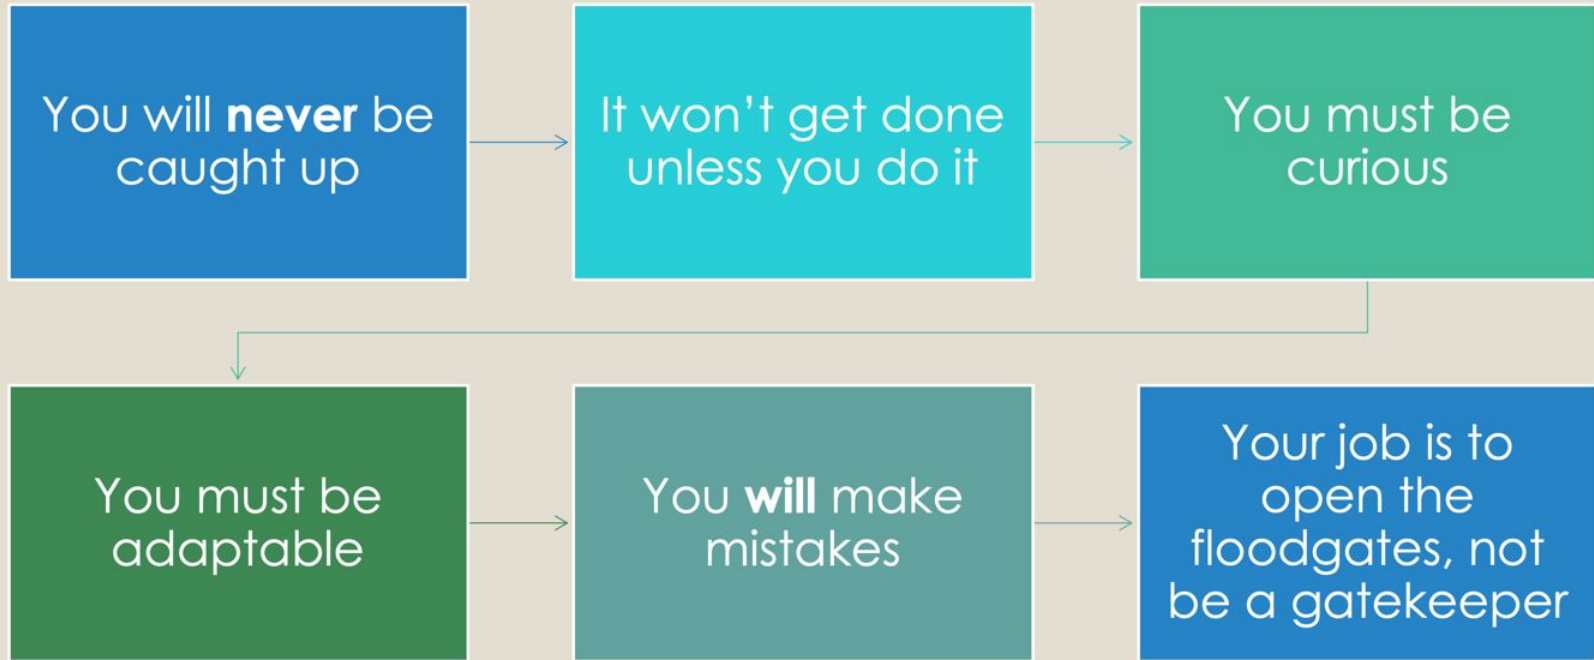 You will never be
caught up
It won't get done
unless you do it
You must be
curious
You must be
adaptable
You will make
mistakes
Your job is to
open the
floodgates, not
be a gatekeeper